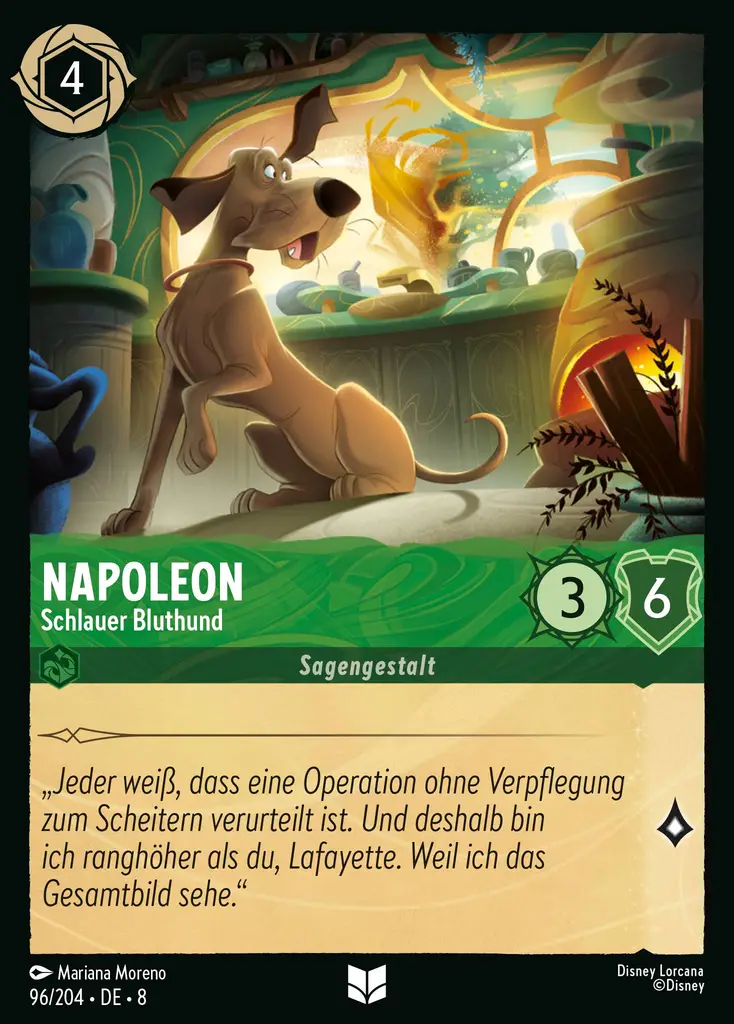 4
NAPOLEON
Schlauer Bluthund
3
6
Sagengestalt
„Jeder weiß, dass eine Operation ohne Verpflegung
zum Scheitern verurteilt ist. Und deshalb bin
ich ranghöher als du, Lafayette. Weil ich das
Gesamtbild sehe.“
Mariana Moreno
96/204 • DE • 8
Disney Lorcana
©Disney